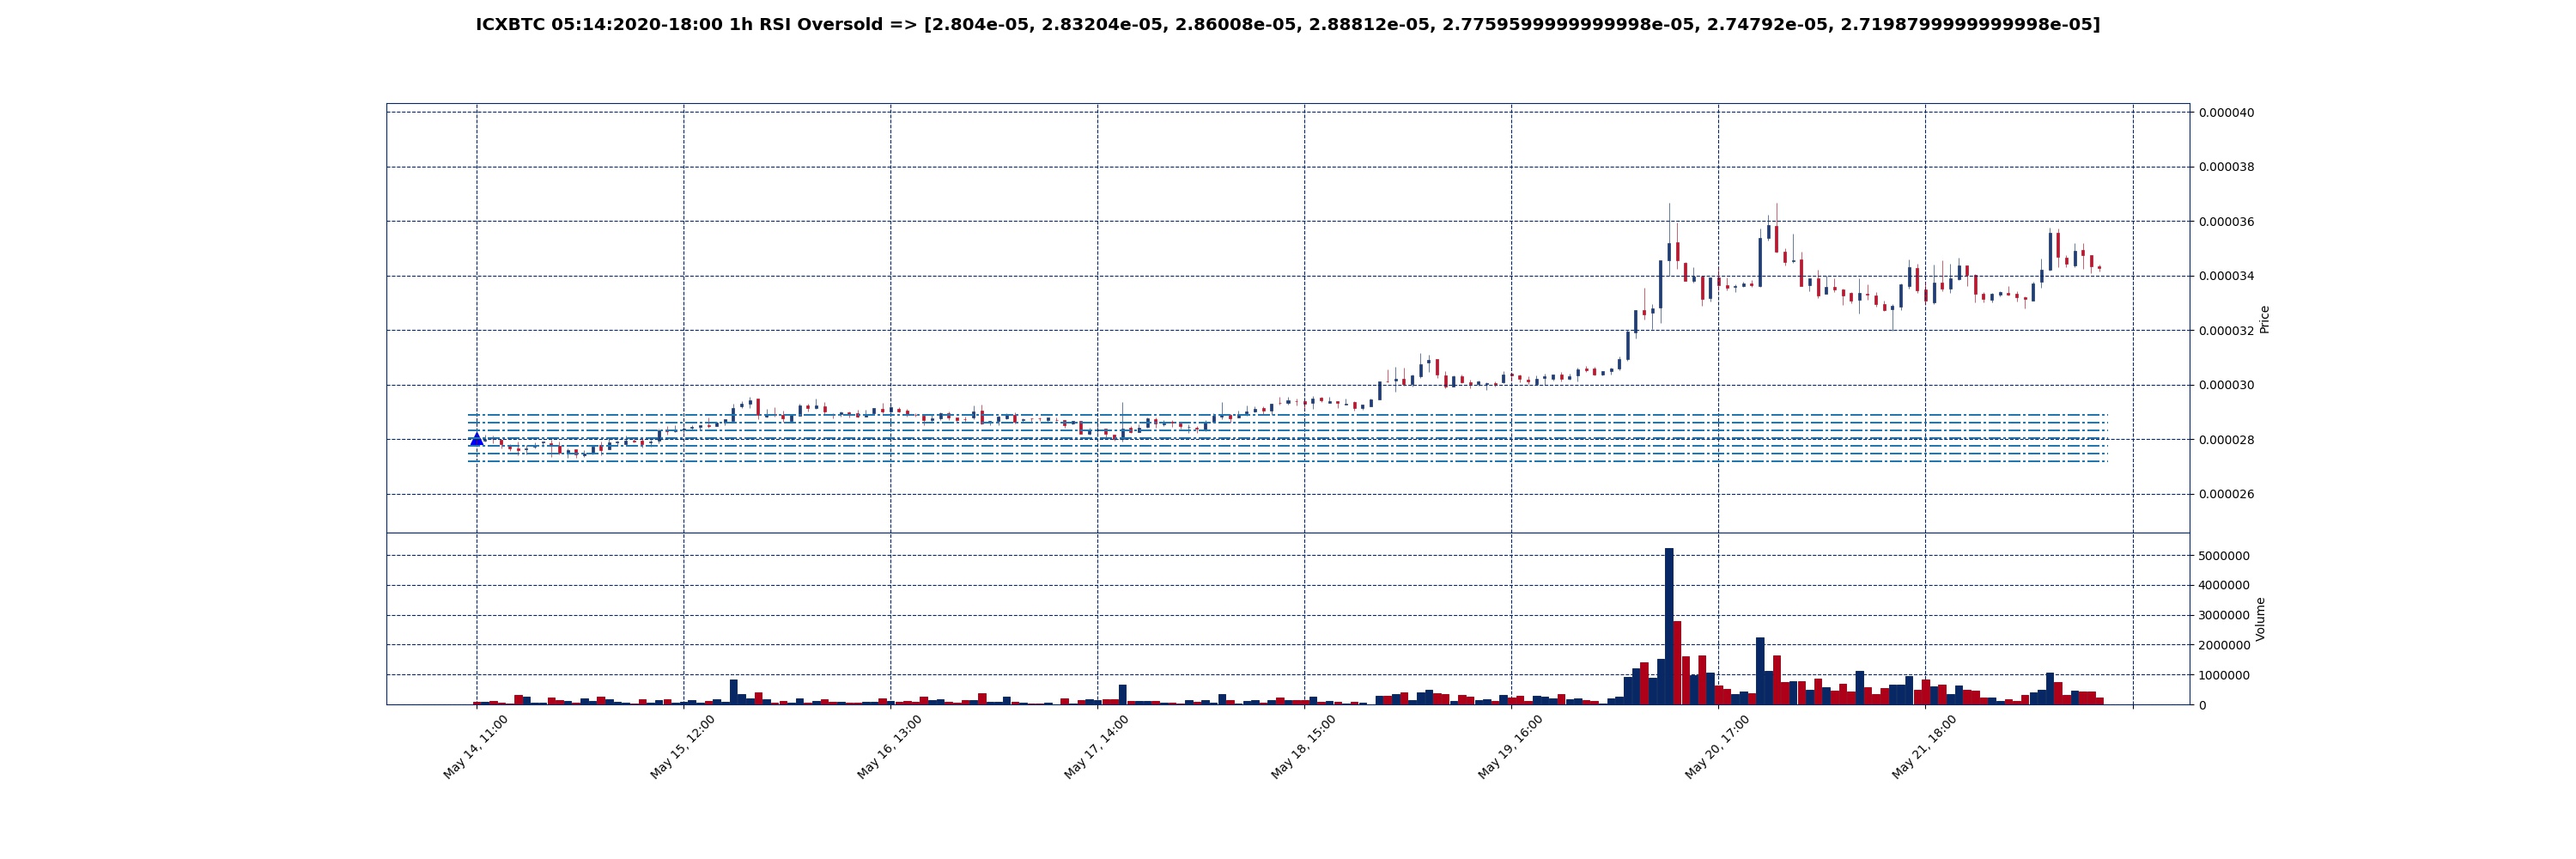 ICXBTC 05:14:2020-18:00 1h RSI Oversold => [2.804e-05, 2.83204e-05, 2.86008e-05, 2.88812e-05, 2.7759599999999998e-05, 2.74792e-05, 2.7198799999999998e-05]
0.000040
0.000038
0.000036
0.000034
0.000032
0.000030
0.000028
0.000026
Price
5000000
4000000
3000000
2000000
1000000
0
Volume
May 14, 11:00
May 15, 12:00
May 16, 13:00
May 17, 14:00
May 18, 15:00
May 19, 16:00
May 20, 17:00
May 21, 18:00